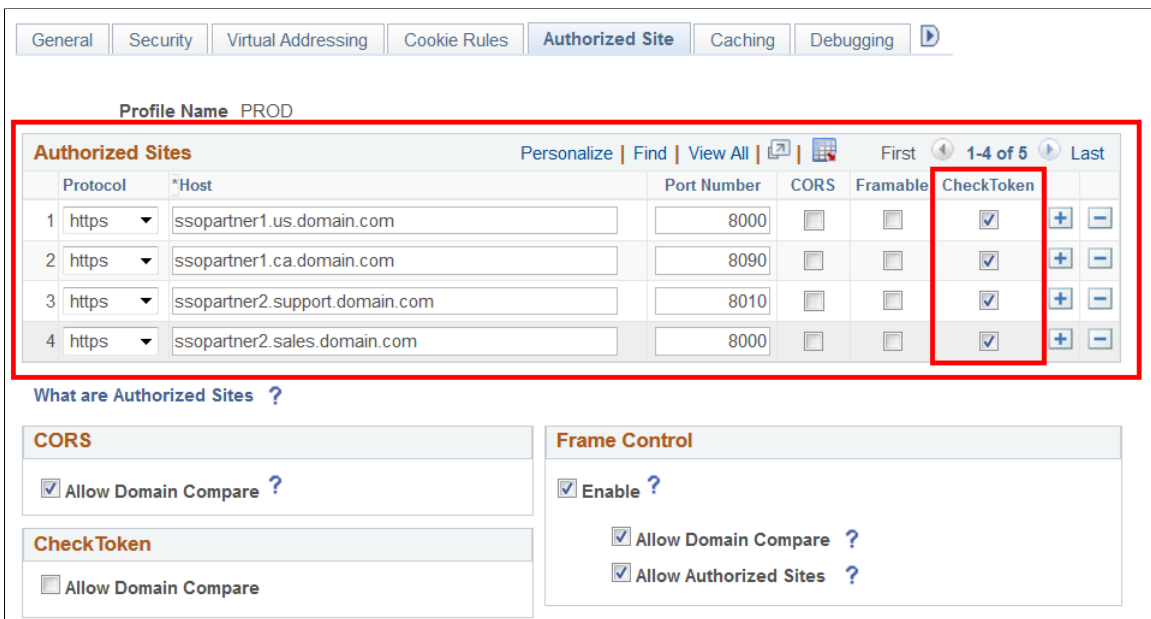 General Security Virtual Addressing Cookie Rules Authorized Site Caching Debugging
Profile Name PROD
Authorized Sites Personalize | Find | View All | | First 1-4 of 5 Last
Protocol *Host Port Number CORS Framable CheckToken
1 https ssopartner1.us.domain.com 8000
2 https ssopartner1.ca.domain.com 8090
3 https ssopartner2.support.domain.com 8010
4 https ssopartner2.sales.domain.com 8000
What are Authorized Sites ?
CORS
Allow Domain Compare ?
CheckToken
Allow Domain Compare
Frame Control
Enable ?
Allow Domain Compare ?
Allow Authorized Sites ?